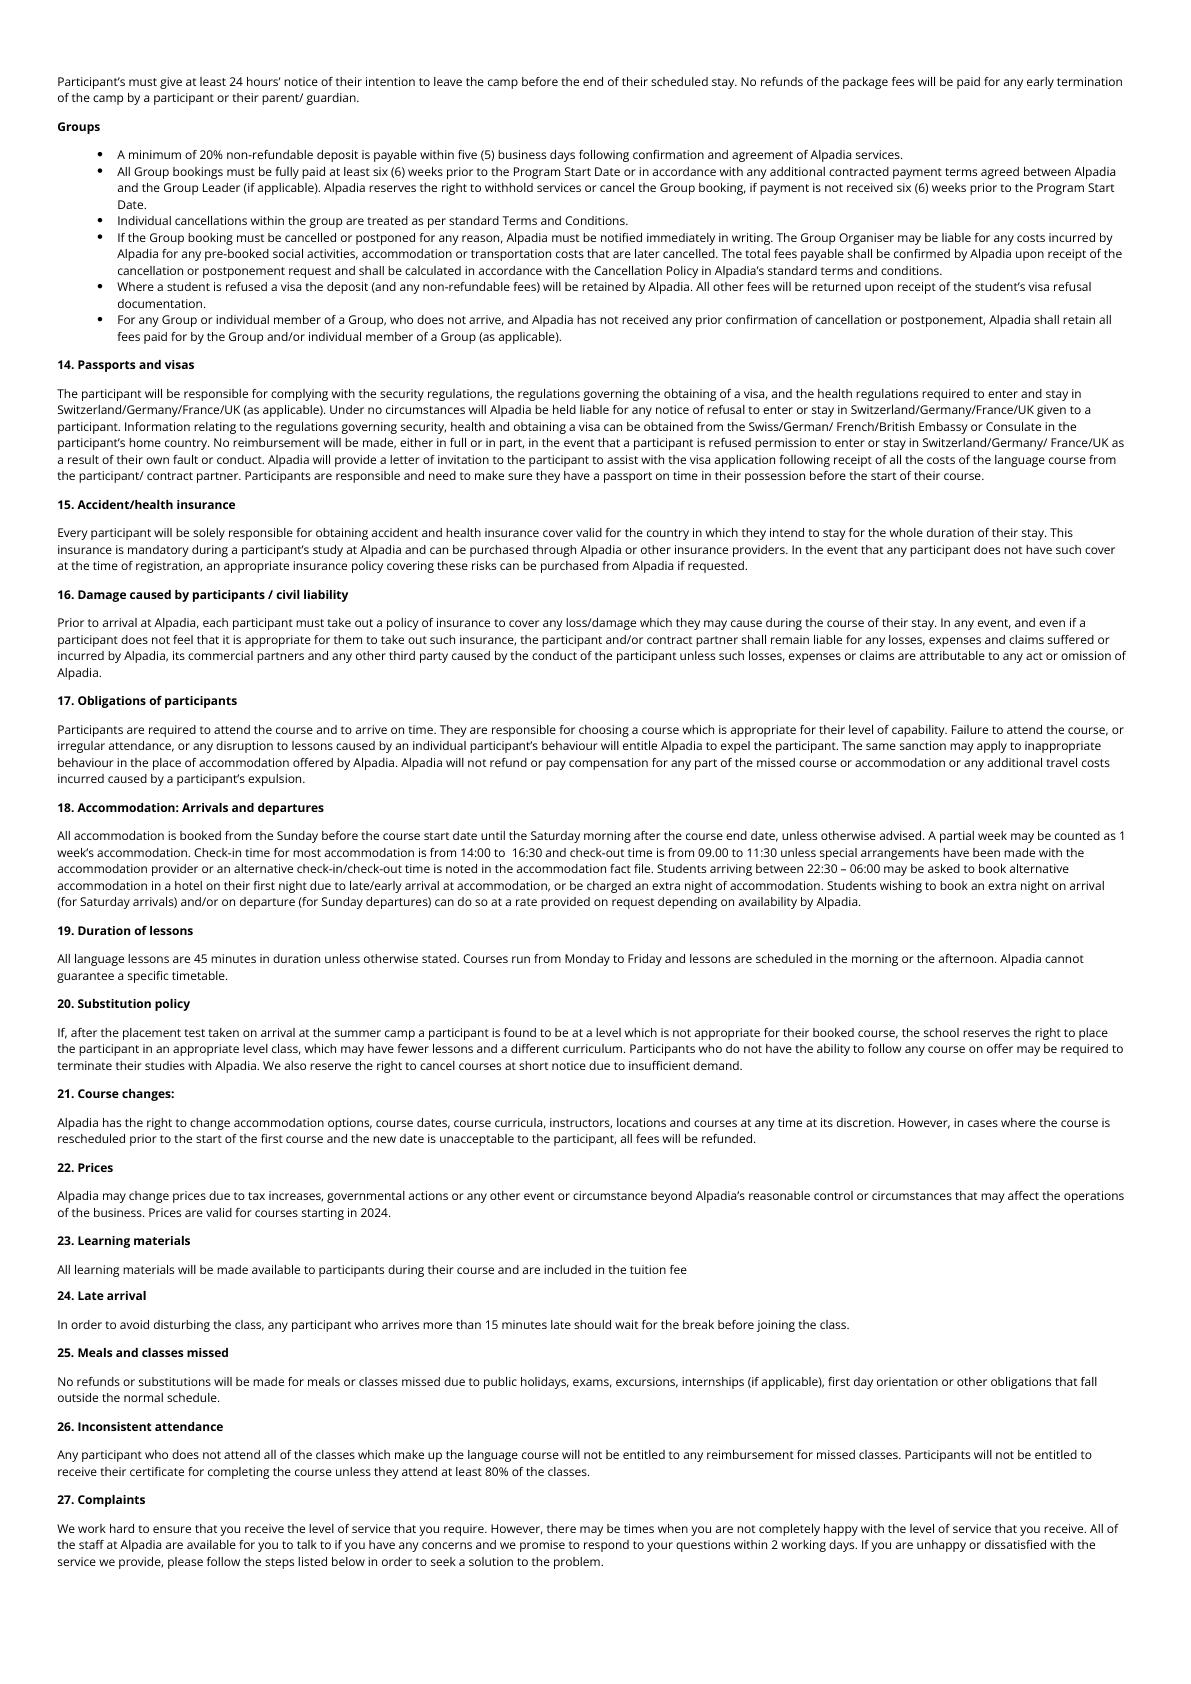 Participant’s must give at least 24 hours’ notice of their intention to leave the camp before the end of their scheduled stay. No refunds of the package fees will be paid for any early termination
of the camp by a participant or their parent/ guardian.
Groups
• A minimum of 20% non-refundable deposit is payable within five (5) business days following confirmation and agreement of Alpadia services.
• All Group bookings must be fully paid at least six (6) weeks prior to the Program Start Date or in accordance with any additional contracted payment terms agreed between Alpadia
and the Group Leader (if applicable). Alpadia reserves the right to withhold services or cancel the Group booking, if payment is not received six (6) weeks prior to the Program Start
Date.
• Individual cancellations within the group are treated as per standard Terms and Conditions.
• If the Group booking must be cancelled or postponed for any reason, Alpadia must be notified immediately in writing. The Group Organiser may be liable for any costs incurred by
Alpadia for any pre-booked social activities, accommodation or transportation costs that are later cancelled. The total fees payable shall be confirmed by Alpadia upon receipt of the
cancellation or postponement request and shall be calculated in accordance with the Cancellation Policy in Alpadia’s standard terms and conditions.
• Where a student is refused a visa the deposit (and any non-refundable fees) will be retained by Alpadia. All other fees will be returned upon receipt of the student’s visa refusal
documentation.
• For any Group or individual member of a Group, who does not arrive, and Alpadia has not received any prior confirmation of cancellation or postponement, Alpadia shall retain all
fees paid for by the Group and/or individual member of a Group (as applicable).
14. Passports and visas
The participant will be responsible for complying with the security regulations, the regulations governing the obtaining of a visa, and the health regulations required to enter and stay in
Switzerland/Germany/France/UK (as applicable). Under no circumstances will Alpadia be held liable for any notice of refusal to enter or stay in Switzerland/Germany/France/UK given to a
participant. Information relating to the regulations governing security, health and obtaining a visa can be obtained from the Swiss/German/ French/British Embassy or Consulate in the
participant’s home country. No reimbursement will be made, either in full or in part, in the event that a participant is refused permission to enter or stay in Switzerland/Germany/ France/UK as
a result of their own fault or conduct. Alpadia will provide a letter of invitation to the participant to assist with the visa application following receipt of all the costs of the language course from
the participant/ contract partner. Participants are responsible and need to make sure they have a passport on time in their possession before the start of their course.
15. Accident/health insurance
Every participant will be solely responsible for obtaining accident and health insurance cover valid for the country in which they intend to stay for the whole duration of their stay. This
insurance is mandatory during a participant’s study at Alpadia and can be purchased through Alpadia or other insurance providers. In the event that any participant does not have such cover
at the time of registration, an appropriate insurance policy covering these risks can be purchased from Alpadia if requested.
16. Damage caused by participants / civil liability
Prior to arrival at Alpadia, each participant must take out a policy of insurance to cover any loss/damage which they may cause during the course of their stay. In any event, and even if a
participant does not feel that it is appropriate for them to take out such insurance, the participant and/or contract partner shall remain liable for any losses, expenses and claims suffered or
incurred by Alpadia, its commercial partners and any other third party caused by the conduct of the participant unless such losses, expenses or claims are attributable to any act or omission of
Alpadia.
17. Obligations of participants
Participants are required to attend the course and to arrive on time. They are responsible for choosing a course which is appropriate for their level of capability. Failure to attend the course, or
irregular attendance, or any disruption to lessons caused by an individual participant’s behaviour will entitle Alpadia to expel the participant. The same sanction may apply to inappropriate
behaviour in the place of accommodation offered by Alpadia. Alpadia will not refund or pay compensation for any part of the missed course or accommodation or any additional travel costs
incurred caused by a participant’s expulsion.
18. Accommodation: Arrivals and departures
All accommodation is booked from the Sunday before the course start date until the Saturday morning after the course end date, unless otherwise advised. A partial week may be counted as 1
week’s accommodation. Check-in time for most accommodation is from 14:00 to 16:30 and check-out time is from 09.00 to 11:30 unless special arrangements have been made with the
accommodation provider or an alternative check-in/check-out time is noted in the accommodation fact file. Students arriving between 22:30 – 06:00 may be asked to book alternative
accommodation in a hotel on their first night due to late/early arrival at accommodation, or be charged an extra night of accommodation. Students wishing to book an extra night on arrival
(for Saturday arrivals) and/or on departure (for Sunday departures) can do so at a rate provided on request depending on availability by Alpadia.
19. Duration of lessons
All language lessons are 45 minutes in duration unless otherwise stated. Courses run from Monday to Friday and lessons are scheduled in the morning or the afternoon. Alpadia cannot
guarantee a specific timetable.
20. Substitution policy
If, after the placement test taken on arrival at the summer camp a participant is found to be at a level which is not appropriate for their booked course, the school reserves the right to place
the participant in an appropriate level class, which may have fewer lessons and a different curriculum. Participants who do not have the ability to follow any course on offer may be required to
terminate their studies with Alpadia. We also reserve the right to cancel courses at short notice due to insufficient demand.
21. Course changes:
Alpadia has the right to change accommodation options, course dates, course curricula, instructors, locations and courses at any time at its discretion. However, in cases where the course is
rescheduled prior to the start of the first course and the new date is unacceptable to the participant, all fees will be refunded.
22. Prices
Alpadia may change prices due to tax increases, governmental actions or any other event or circumstance beyond Alpadia’s reasonable control or circumstances that may affect the operations
of the business. Prices are valid for courses starting in 2024.
23. Learning materials
All learning materials will be made available to participants during their course and are included in the tuition fee
24. Late arrival
In order to avoid disturbing the class, any participant who arrives more than 15 minutes late should wait for the break before joining the class.
25. Meals and classes missed
No refunds or substitutions will be made for meals or classes missed due to public holidays, exams, excursions, internships (if applicable), first day orientation or other obligations that fall
outside the normal schedule.
26. Inconsistent attendance
Any participant who does not attend all of the classes which make up the language course will not be entitled to any reimbursement for missed classes. Participants will not be entitled to
receive their certificate for completing the course unless they attend at least 80% of the classes.
27. Complaints
We work hard to ensure that you receive the level of service that you require. However, there may be times when you are not completely happy with the level of service that you receive. All of
the staff at Alpadia are available for you to talk to if you have any concerns and we promise to respond to your questions within 2 working days. If you are unhappy or dissatisfied with the
service we provide, please follow the steps listed below in order to seek a solution to the problem.